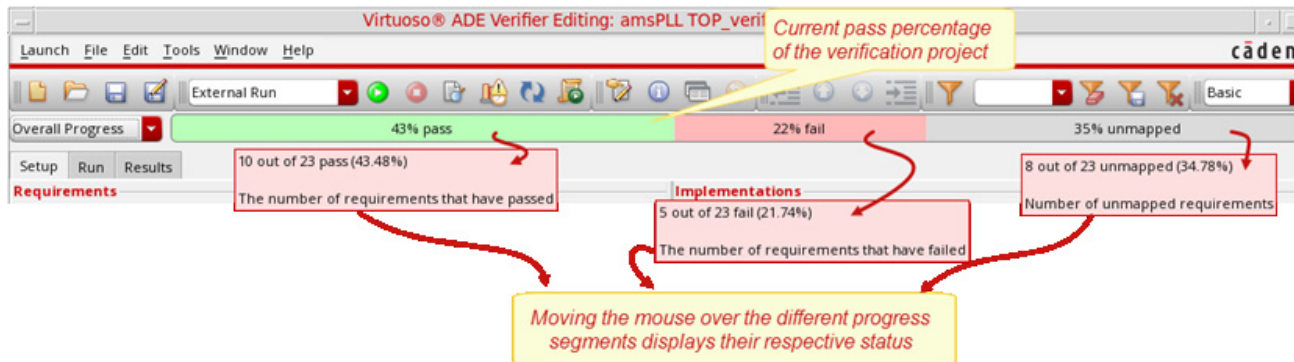 Virtuoso® ADE Verifier Editing: amsPLL TOP_verif
Current pass percentage
of the verification project
Launch File Edit Tools Window Help
cāden
External Run
Basic
Overall Progress
43% pass
22% fail
35% unmapped
Setup Run Results
10 out of 23 pass (43.48%)
The number of requirements that have passed
8 out of 23 unmapped (34.78%)
Number of unmapped requirements
Requirements
Implementations
5 out of 23 fail (21.74%)
The number of requirements that have failed
Moving the mouse over the different progress
segments displays their respective status